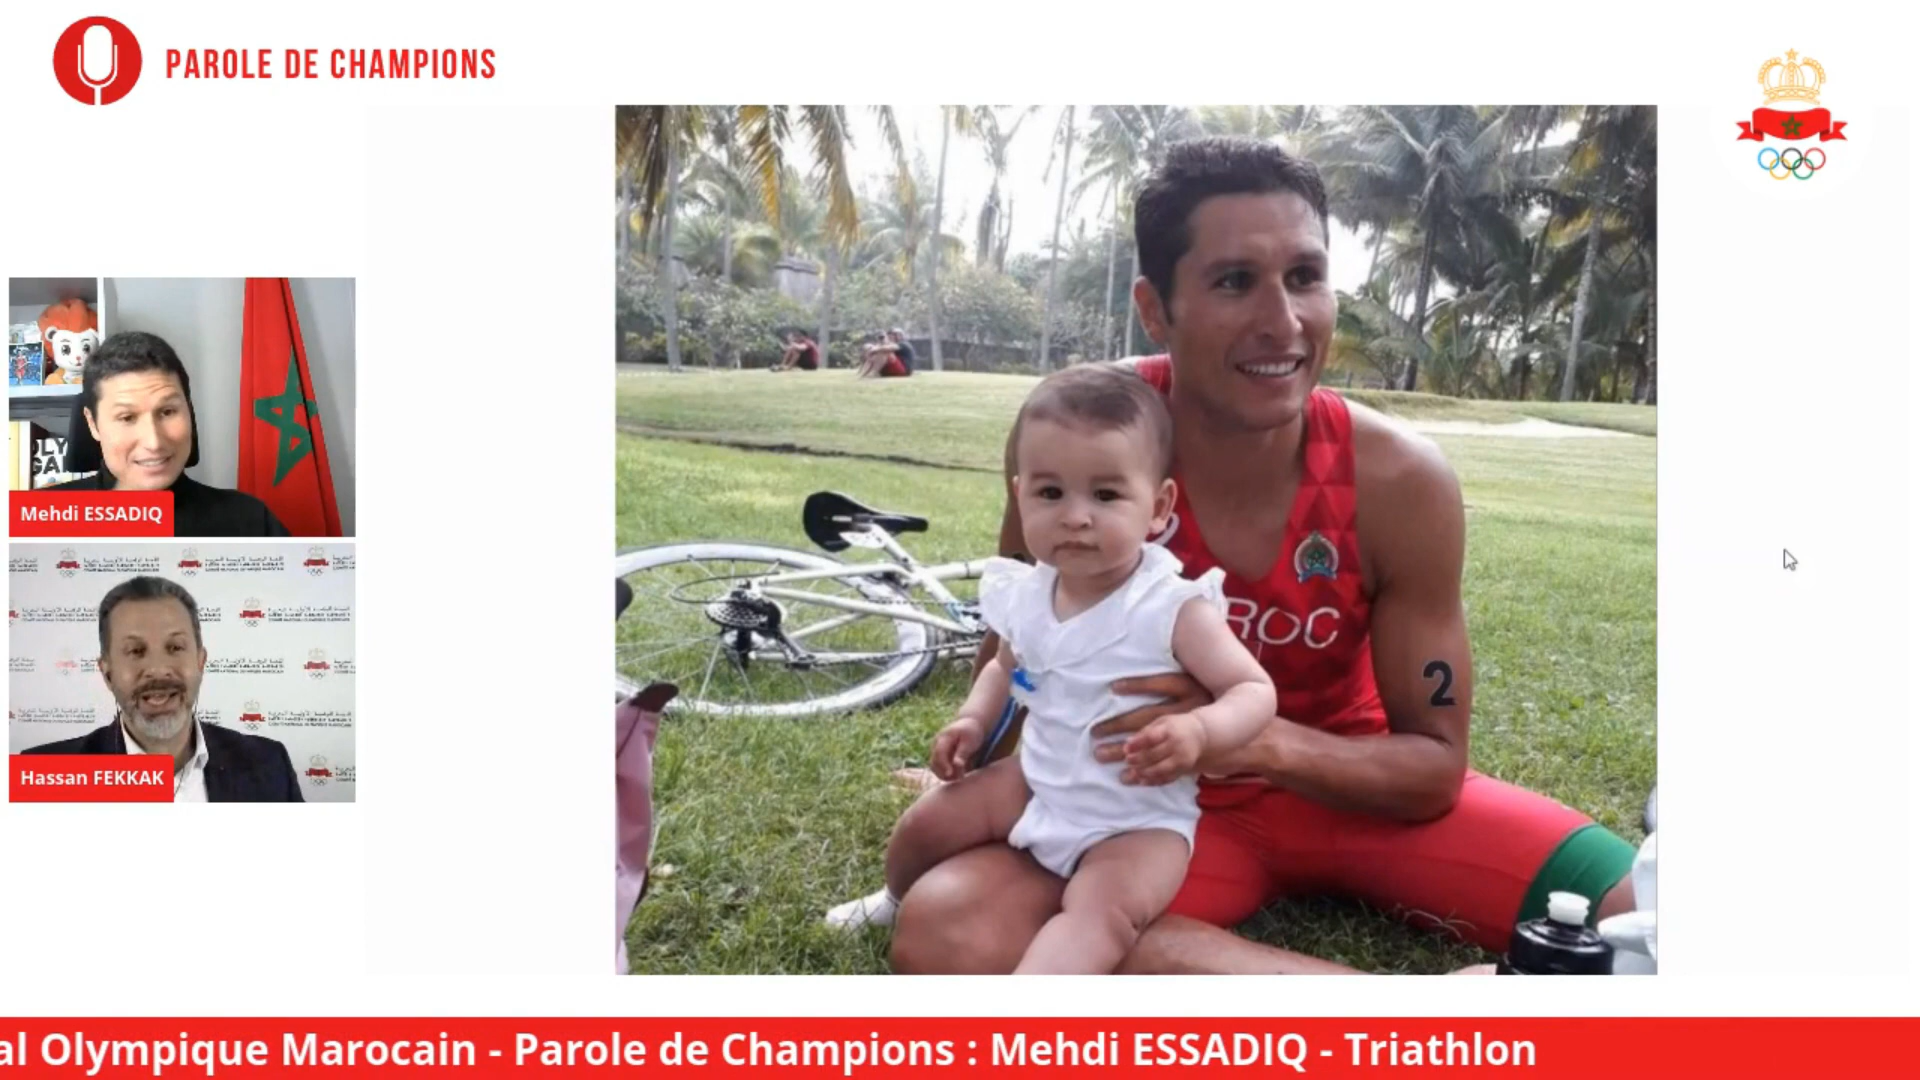 PAROLE DE CHAMPIONS
Mehdi ESSADIQ
Hassan FEKKAK
ROC
2
al Olympique Marocain - Parole de Champions : Mehdi ESSADIQ - Triathlon